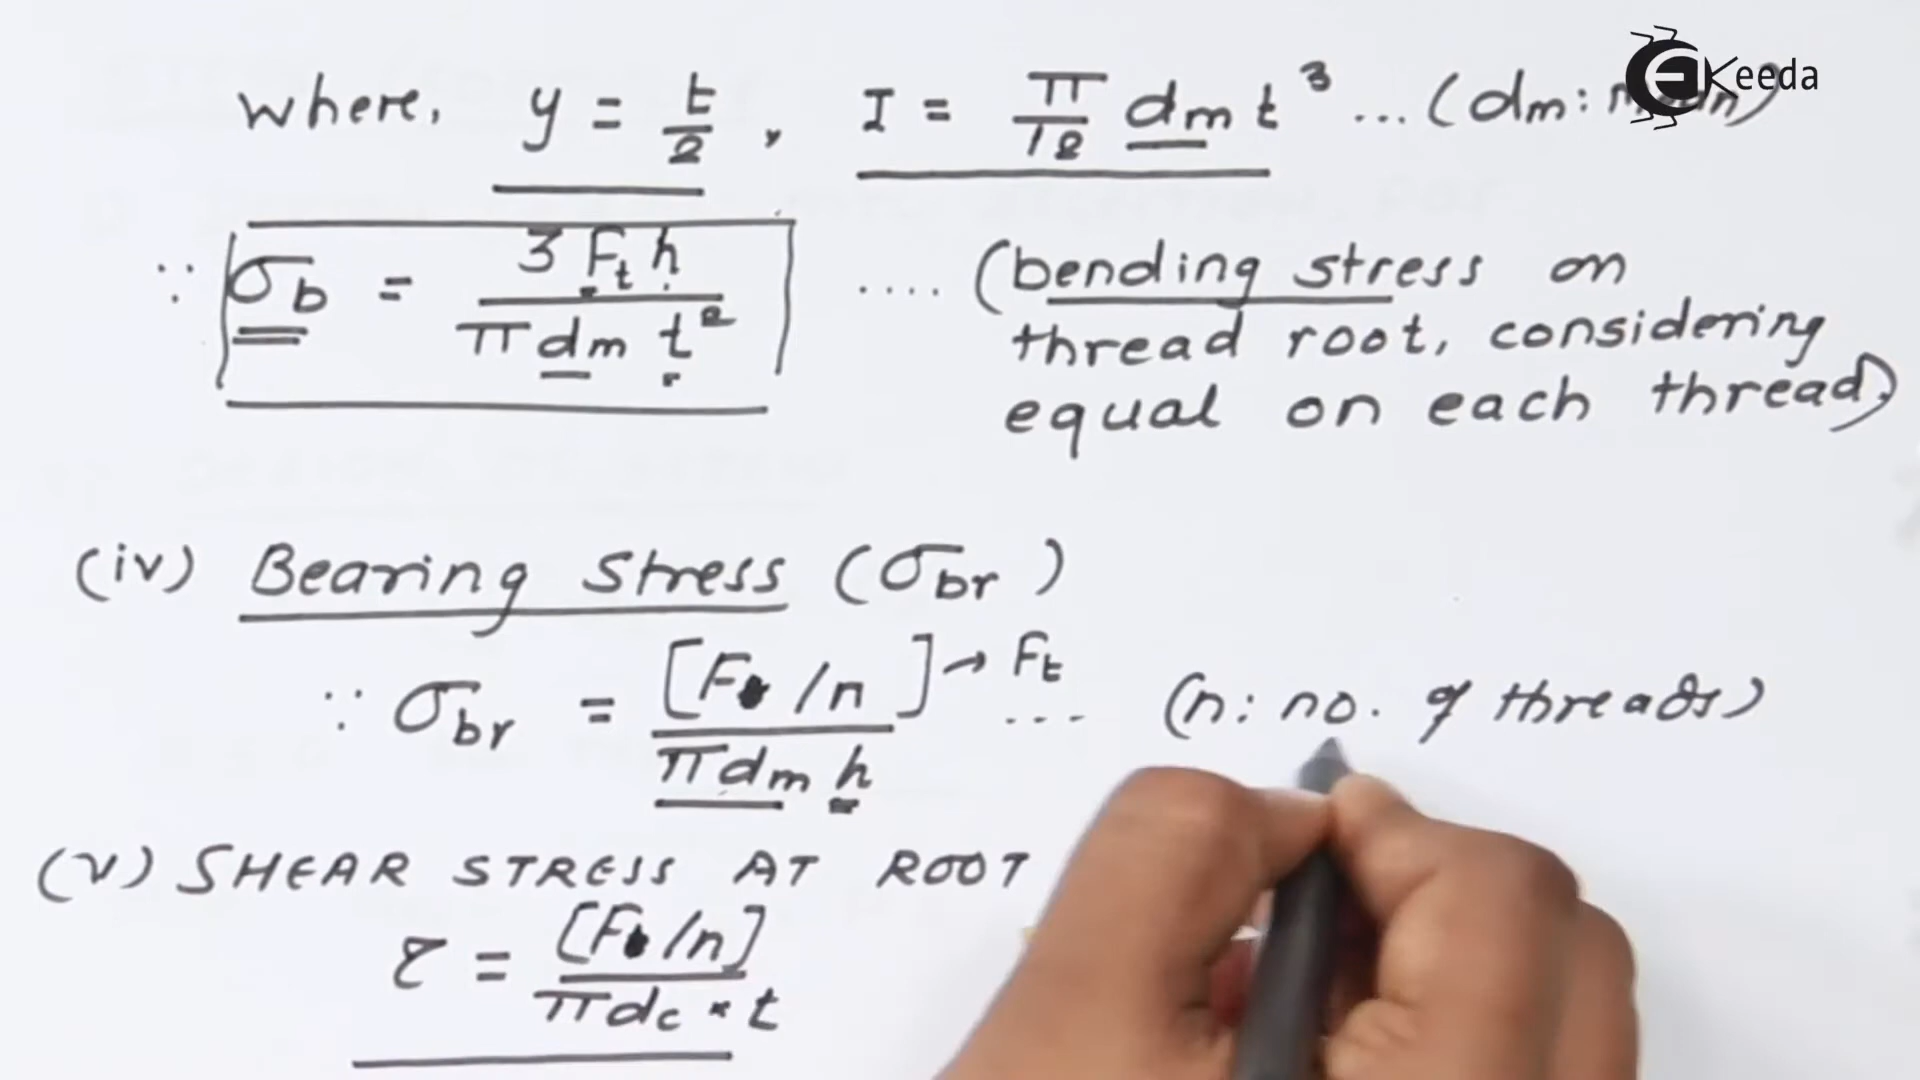 Keeda
where, y = t/2, I = π/12 dm t³ ... (dm: mean)
∵ σb = 3 Ft h / π dm t² .... (bending stress on
thread root, considering
equal on each thread.)
(iv) Bearing Stress (σbr)
∵ σbr = [F /n] / π dm h → Ft ... (n: no. of threads)
(v) SHEAR STRESS AT ROOT
τ = [F /n] / π dc * t